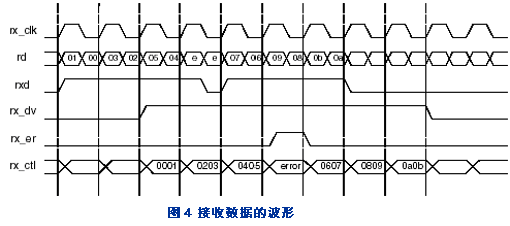 rx_clk
rd 01 00 03 02 05 04 e e 07 06 09 08 0b 0a
rxd
rx_dv
rx_er
rx_ctl 0001 0203 0405 error 0607 0809 0a0b
图 4 接收数据的波形